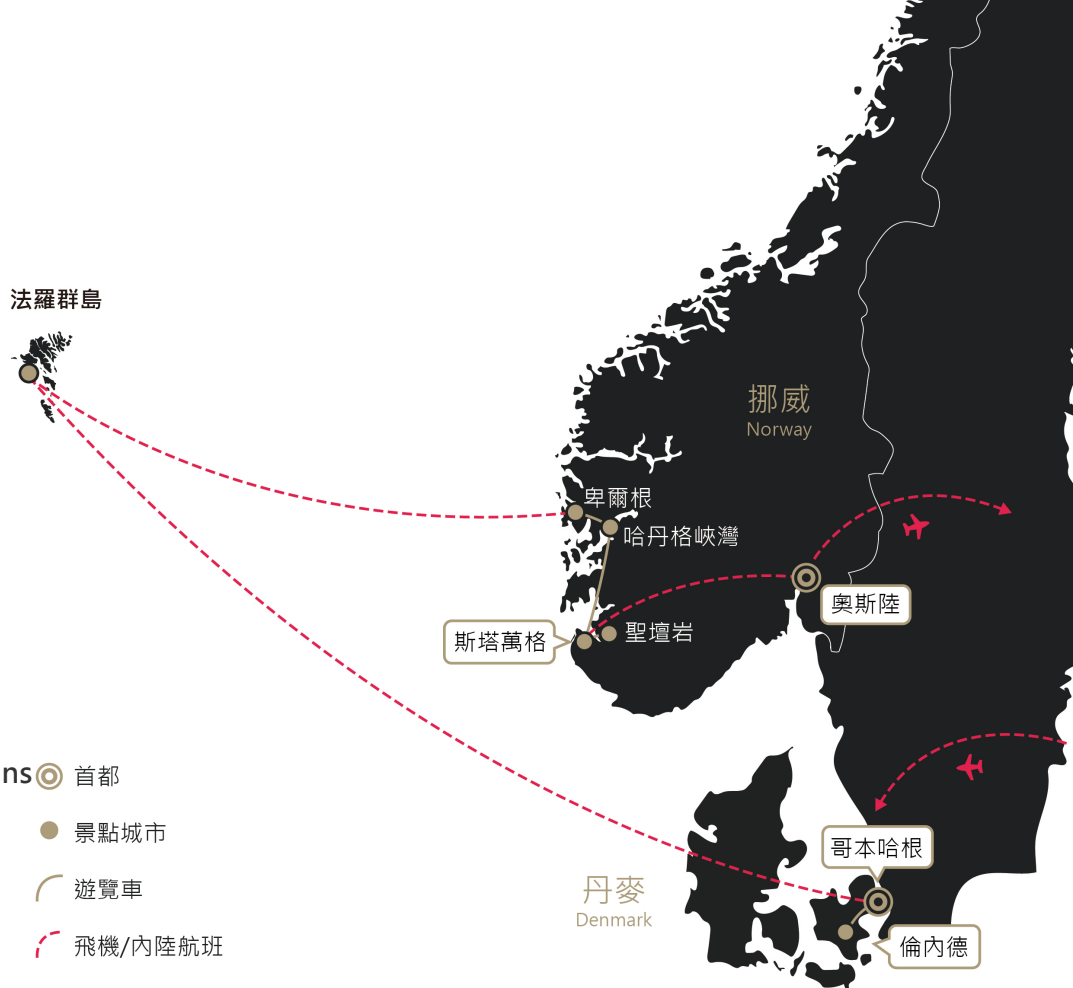 法羅群島
挪威
Norway
卑爾根
哈丹格峽灣
奧斯陸
斯塔萬格
聖壇岩
ns
首都
景點城市
遊覽車
飛機/內陸航班
哥本哈根
丹麥
Denmark
倫內德